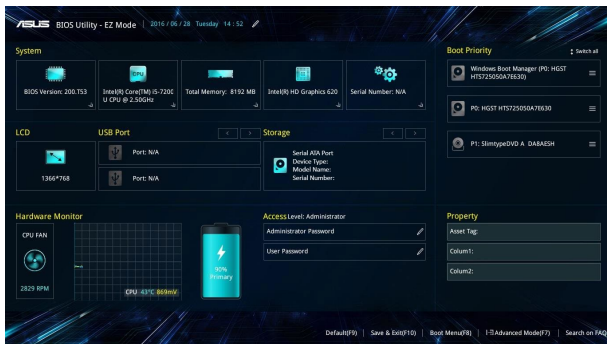 ASUS BIOS Utility - EZ Mode | 2016/06/28 Tuesday 14:52
System
BIOS Version: 200.T53
CPU
Intel(R) Core(TM) i5-7200
U CPU @ 2.50GHz
Total Memory: 8192 MB
Intel(R) HD Graphics 620
Serial Number: N/A
Boot Priority
Switch all
Windows Boot Manager (P0: HGST
HTS725050A7E630)
P0: HGST HTS725050A7E630
P1: SlimtypeDVD A DA8AESH
LCD
1366*768
USB Port
Port: N/A
Port: N/A
Storage
Serial ATA Port
Device Type:
Model Name:
Serial Number:
Hardware Monitor
CPU FAN
2829 RPM
CPU 43°C 869mV
90%
Primary
Access Level: Administrator
Administrator Password
User Password
Property
Asset Tag:
Colum1:
Colum2:
Default(F9) | Save & Exit(F10) | Boot Menu(F8) | Advanced Mode(F7) | Search on FAQ